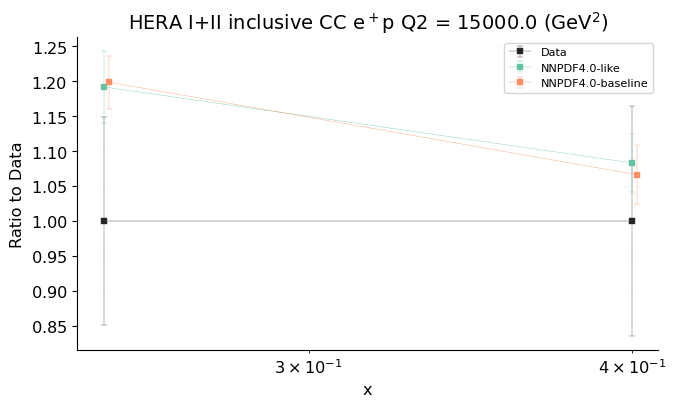 HERA I+II inclusive CC e⁺p Q2 = 15000.0 (GeV²)
Data
NNPDF4.0-like
NNPDF4.0-baseline
Ratio to Data
1.25
1.20
1.15
1.10
1.05
1.00
0.95
0.90
0.85
3 × 10⁻¹
4 × 10⁻¹
x